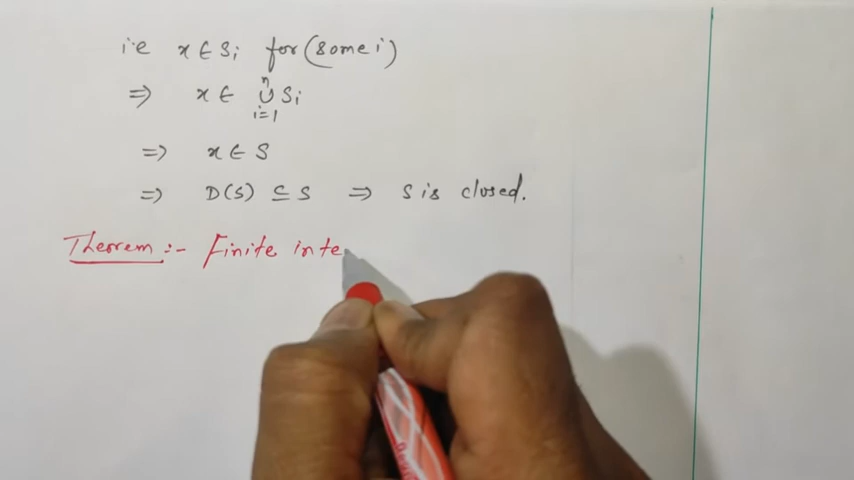 i.e x ∈ Si for (some i)
⇒ x ∈ ⋃ⁿᵢ₌₁ Si
⇒ x ∈ S
⇒ D(S) ⊆ S ⇒ S is closed.
Theorem :- Finite inte